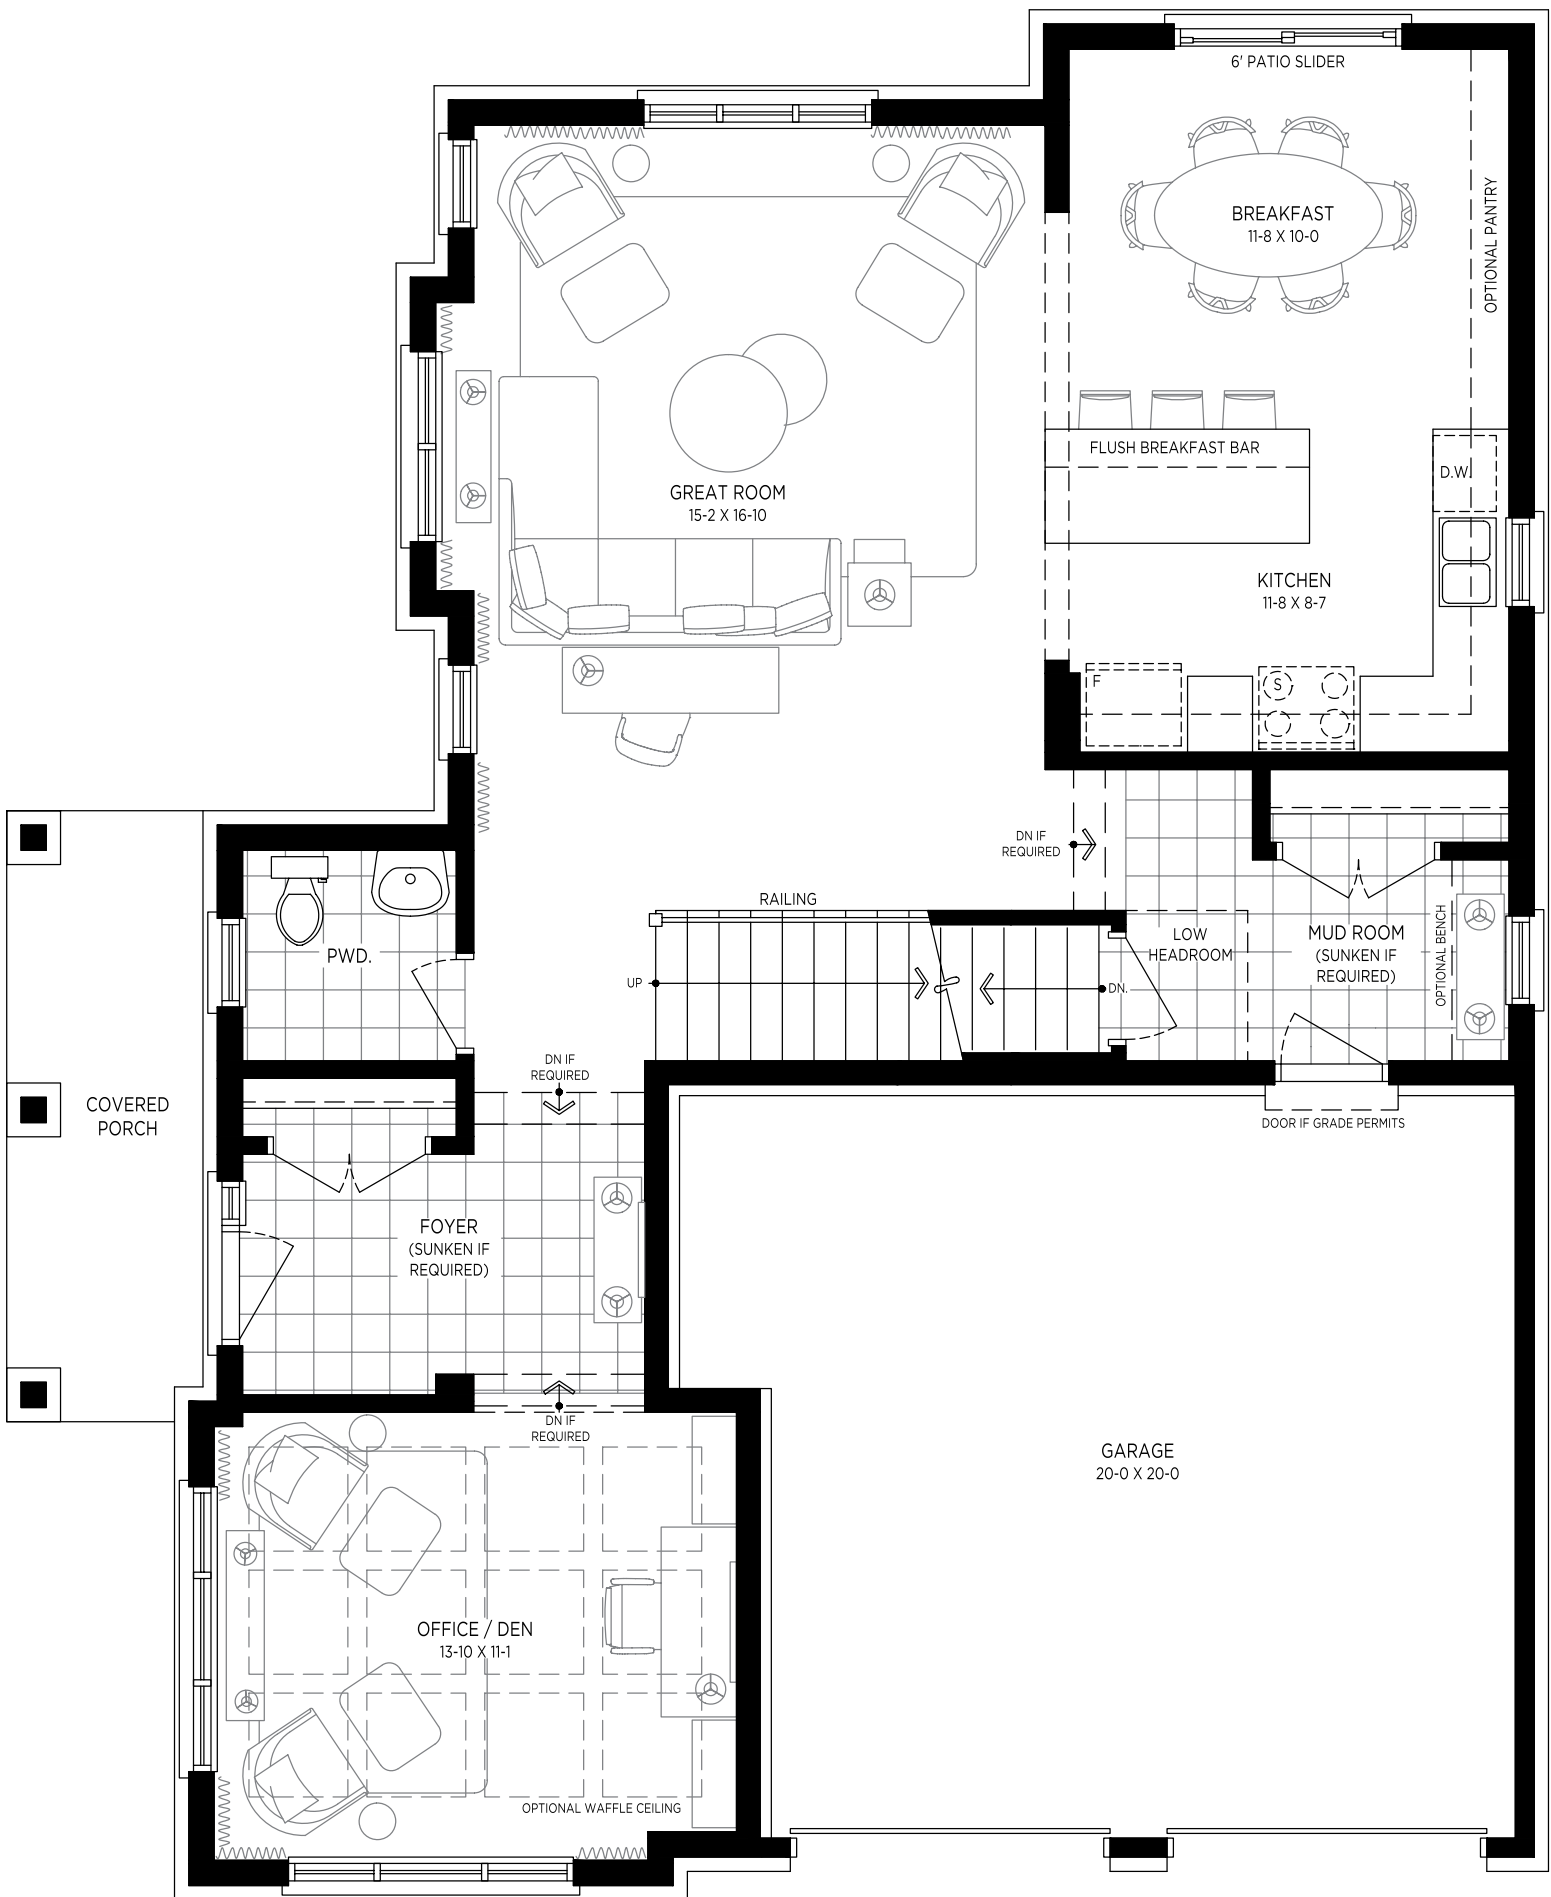 6' PATIO SLIDER
BREAKFAST
11-8 X 10-0
OPTIONAL PANTRY
FLUSH BREAKFAST BAR
D.W.
GREAT ROOM
15-2 X 16-10
KITCHEN
11-8 X 8-7
F
S
DN IF
REQUIRED
RAILING
LOW
HEADROOM
MUD ROOM
(SUNKEN IF
REQUIRED)
OPTIONAL BENCH
PWD.
UP
DN.
DN IF
REQUIRED
COVERED
PORCH
DOOR IF GRADE PERMITS
FOYER
(SUNKEN IF
REQUIRED)
DN IF
REQUIRED
GARAGE
20-0 X 20-0
OFFICE / DEN
13-10 X 11-1
OPTIONAL WAFFLE CEILING